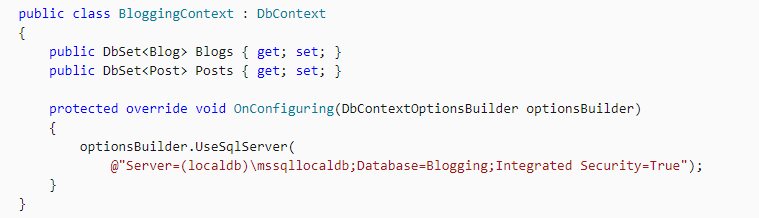 public class BloggingContext : DbContext
{
    public DbSet<Blog> Blogs { get; set; }
    public DbSet<Post> Posts { get; set; }

    protected override void OnConfiguring(DbContextOptionsBuilder optionsBuilder)
    {
        optionsBuilder.UseSqlServer(
            @"Server=(localdb)\mssqllocaldb;Database=Blogging;Integrated Security=True");
    }
}